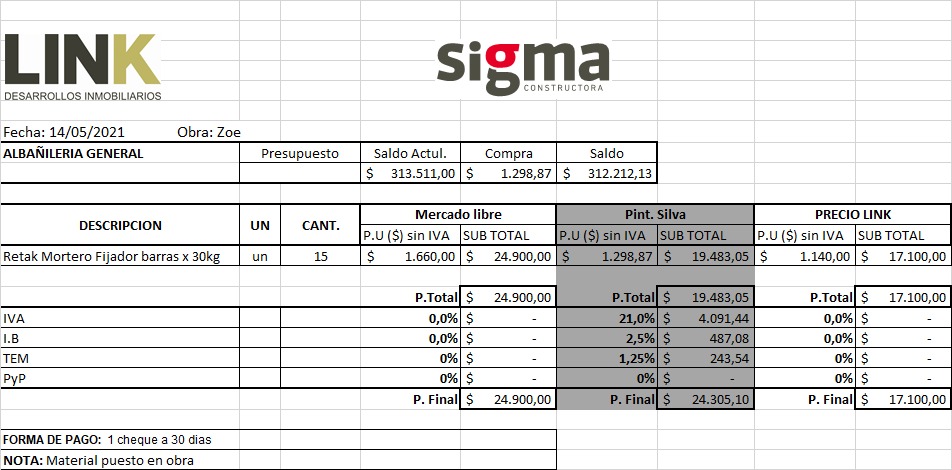 LINK
DESARROLLOS INMOBILIARIOS
sigma
CONSTRUCTORA
Fecha: 14/05/2021 Obra: Zoe
ALBAÑILERIA GENERAL Presupuesto Saldo Actul. Compra Saldo
$ 313.511,00 $ 1.298,87 $ 312.212,13
DESCRIPCION UN CANT. Mercado libre Pint. Silva PRECIO LINK
P.U ($) sin IVA SUB TOTAL P.U ($) sin IVA SUB TOTAL P.U ($) sin IVA SUB TOTAL
Retak Mortero Fijador barras x 30kg un 15 $ 1.660,00 $ 24.900,00 $ 1.298,87 $ 19.483,05 $ 1.140,00 $ 17.100,00
P.Total $ 24.900,00 P.Total $ 19.483,05 P.Total $ 17.100,00
IVA 0,0% $ - 21,0% $ 4.091,44 0,0% $ -
I.B 0,0% $ - 2,5% $ 487,08 0,0% $ -
TEM 0% $ - 1,25% $ 243,54 0% $ -
PyP 0% $ - 0% $ - 0% $ -
P. Final $ 24.900,00 P. Final $ 24.305,10 P. Final $ 17.100,00
FORMA DE PAGO: 1 cheque a 30 dias
NOTA: Material puesto en obra